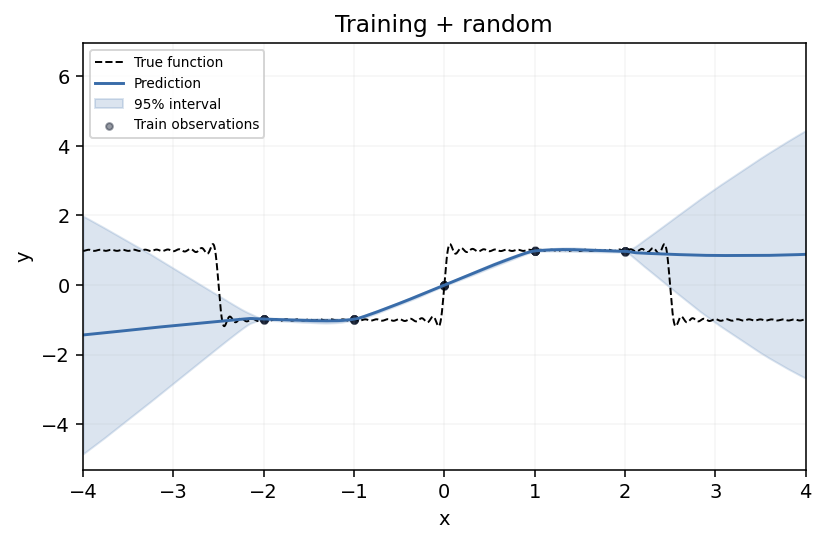 Training + random
True function
Prediction
95% interval
Train observations
y
6
4
2
0
−2
−4
−4 −3 −2 −1 0 1 2 3 4
x